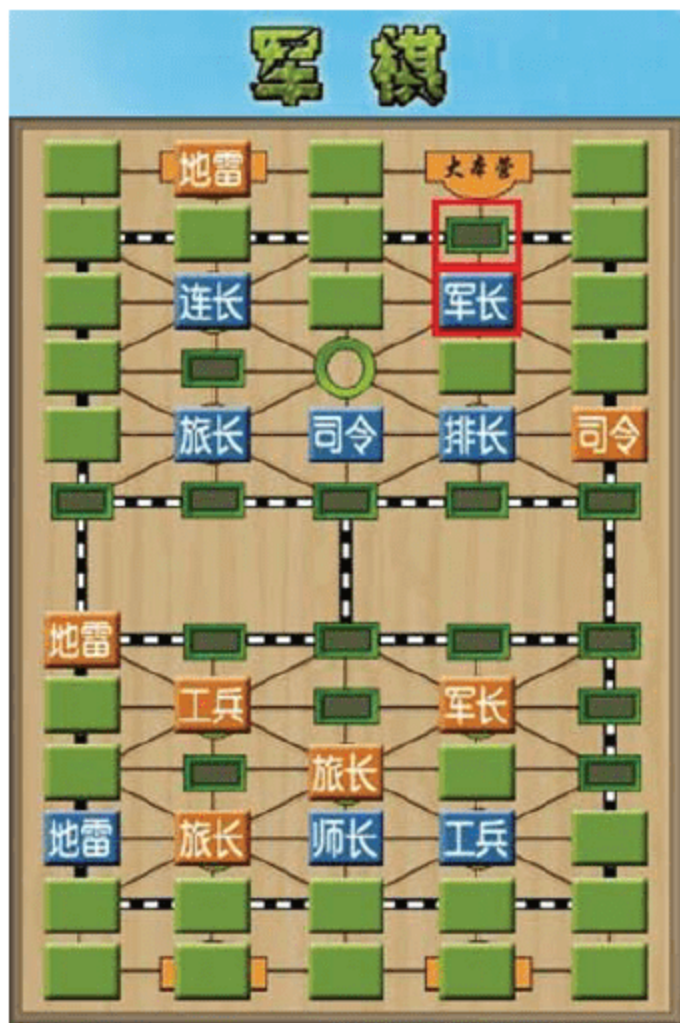 军棋
地雷 大本营
连长 军长
旅长 司令 排长 司令
地雷
工兵 军长
旅长
地雷 旅长 师长 工兵